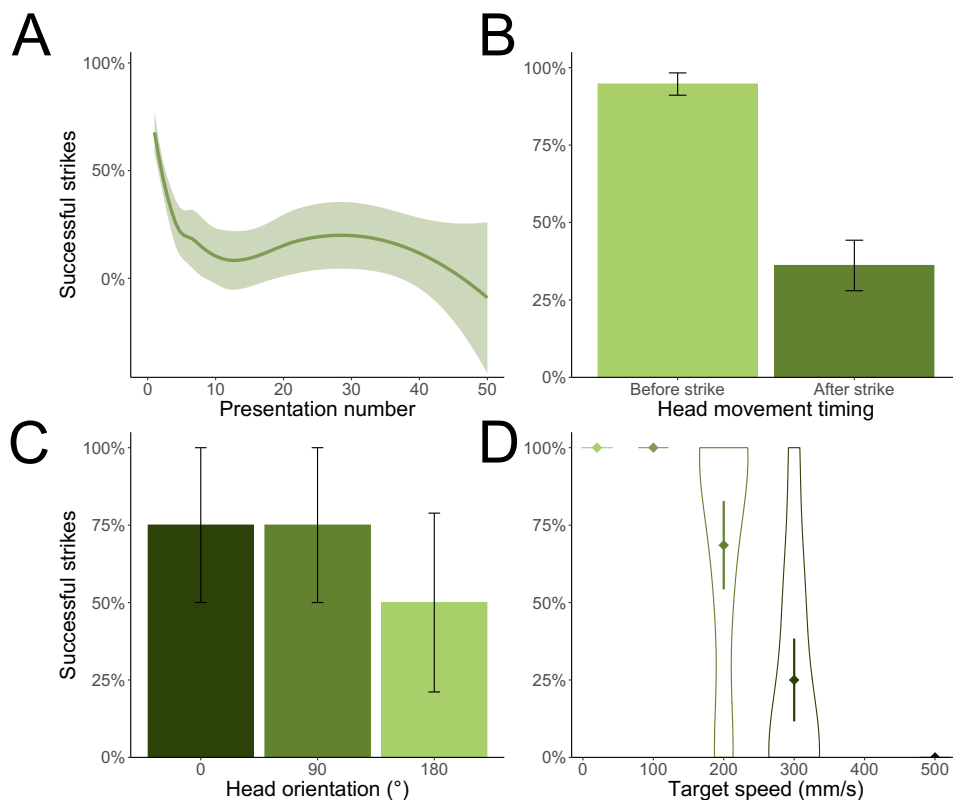 A
Successful strikes
100%
50%
0%
0 10 20 30 40 50
Presentation number
B
100%
75%
50%
25%
0%
Before strike After strike
Head movement timing
C
Successful strikes
100%
75%
50%
25%
0%
0 90 180
Head orientation (°)
D
100%
75%
50%
25%
0%
0 100 200 300 400 500
Target speed (mm/s)